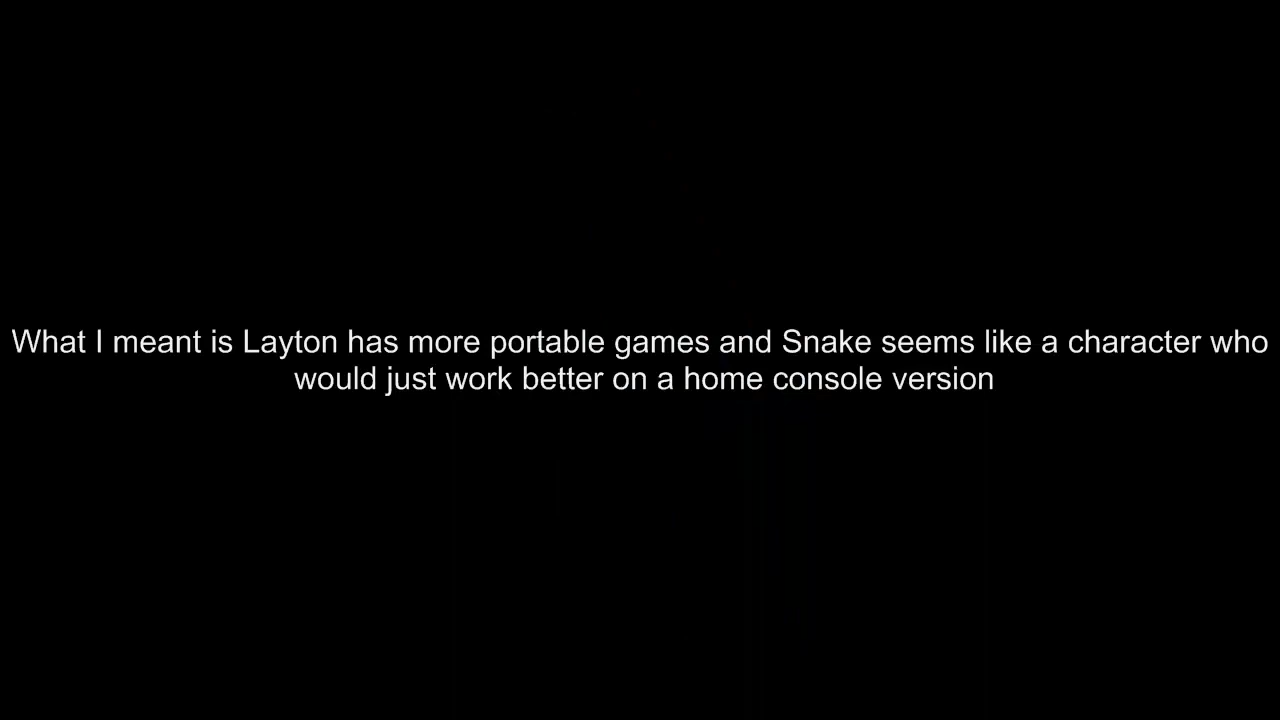 What I meant is Layton has more portable games and Snake seems like a character who
would just work better on a home console version